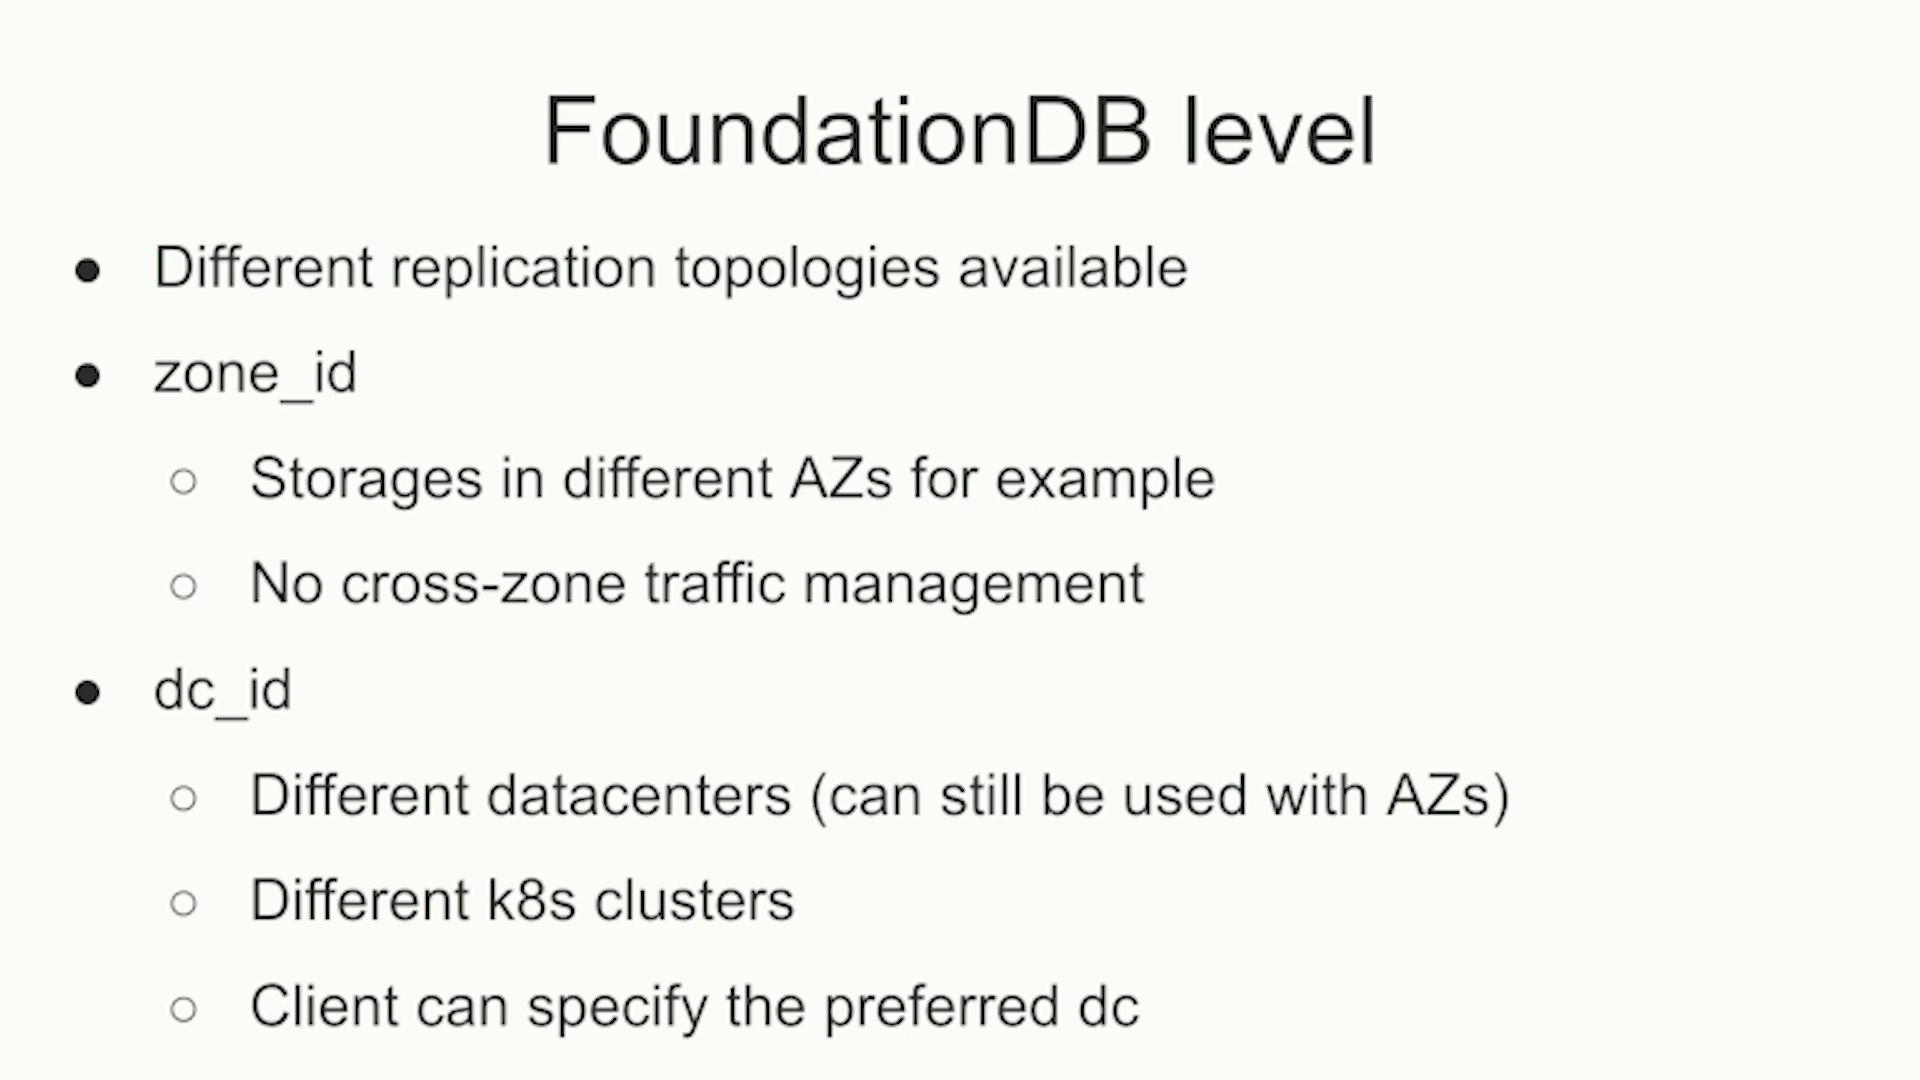 FoundationDB level
● Different replication topologies available
● zone_id
○ Storages in different AZs for example
○ No cross-zone traffic management
● dc_id
○ Different datacenters (can still be used with AZs)
○ Different k8s clusters
○ Client can specify the preferred dc